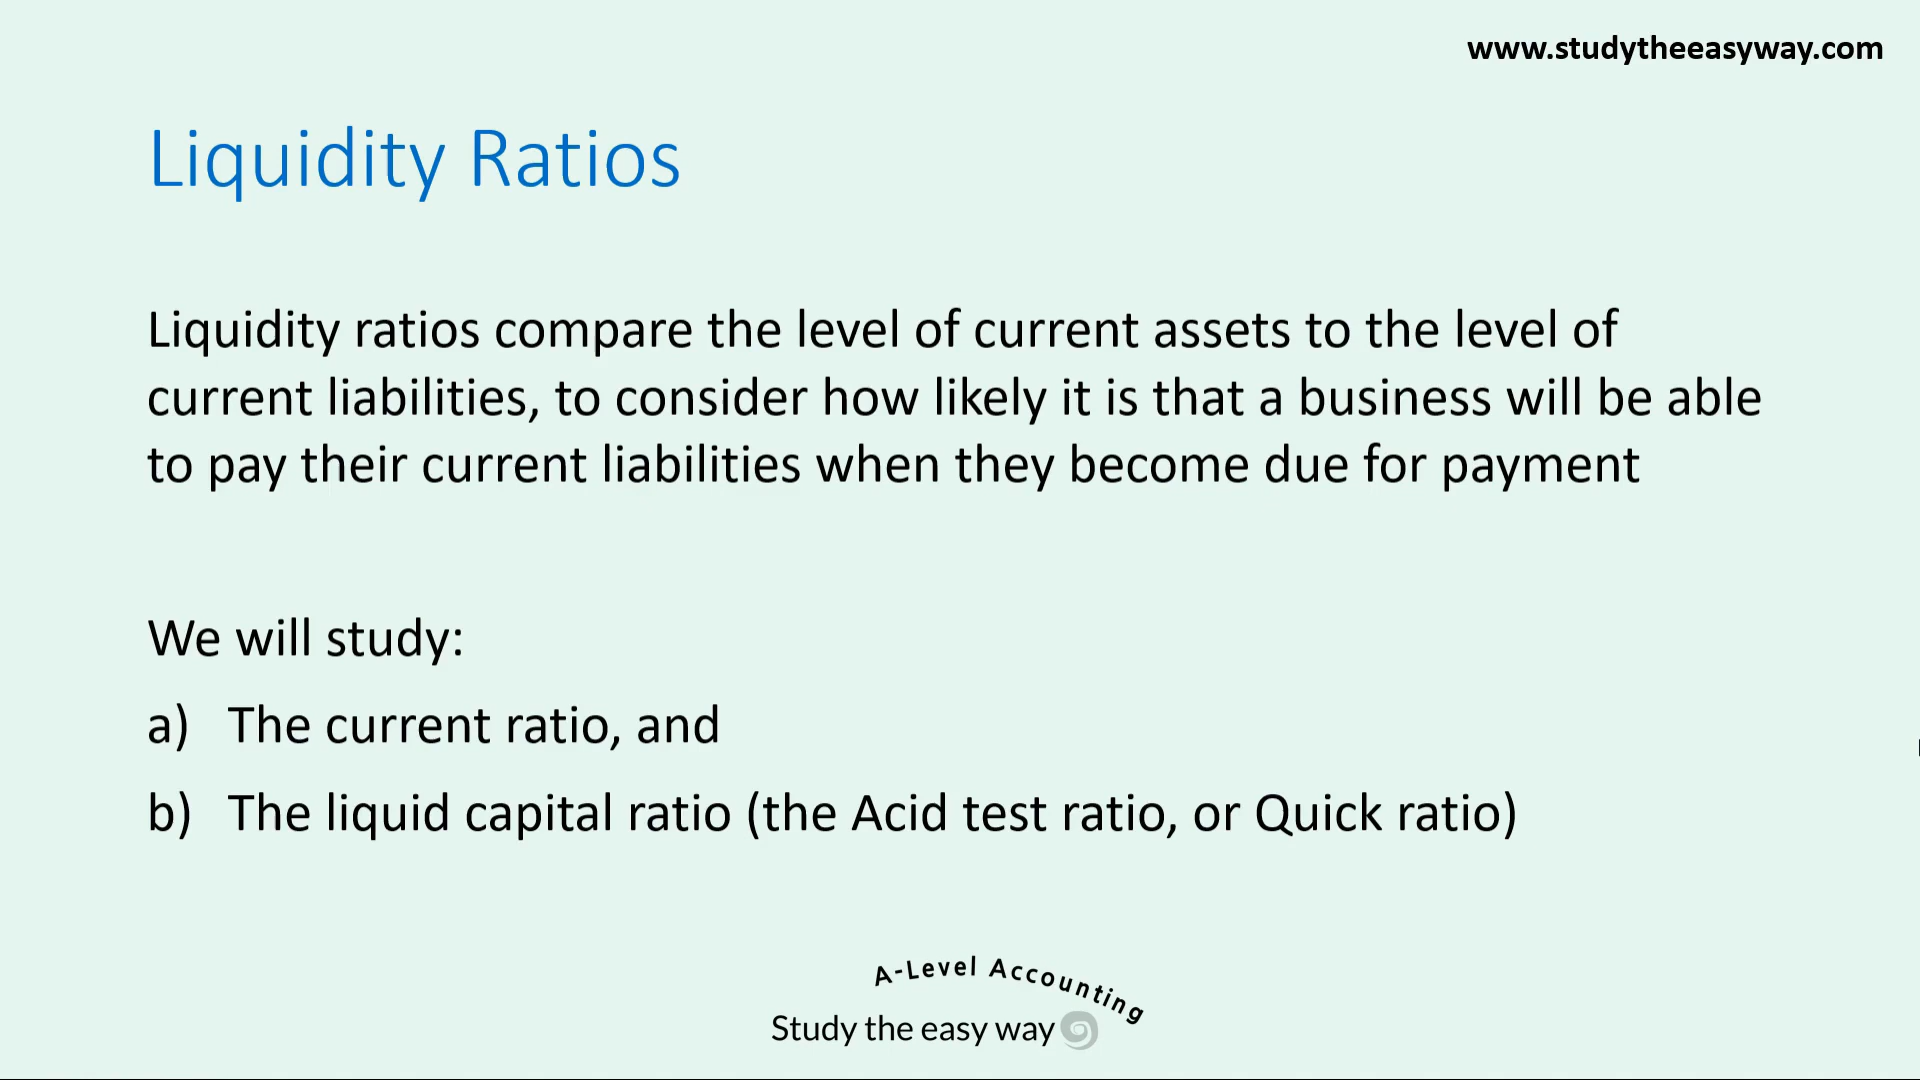 www.studytheeasyway.com
Liquidity Ratios
Liquidity ratios compare the level of current assets to the level of
current liabilities, to consider how likely it is that a business will be able
to pay their current liabilities when they become due for payment
We will study:
a) The current ratio, and
b) The liquid capital ratio (the Acid test ratio, or Quick ratio)
A-Level Accounting
Study the easy way